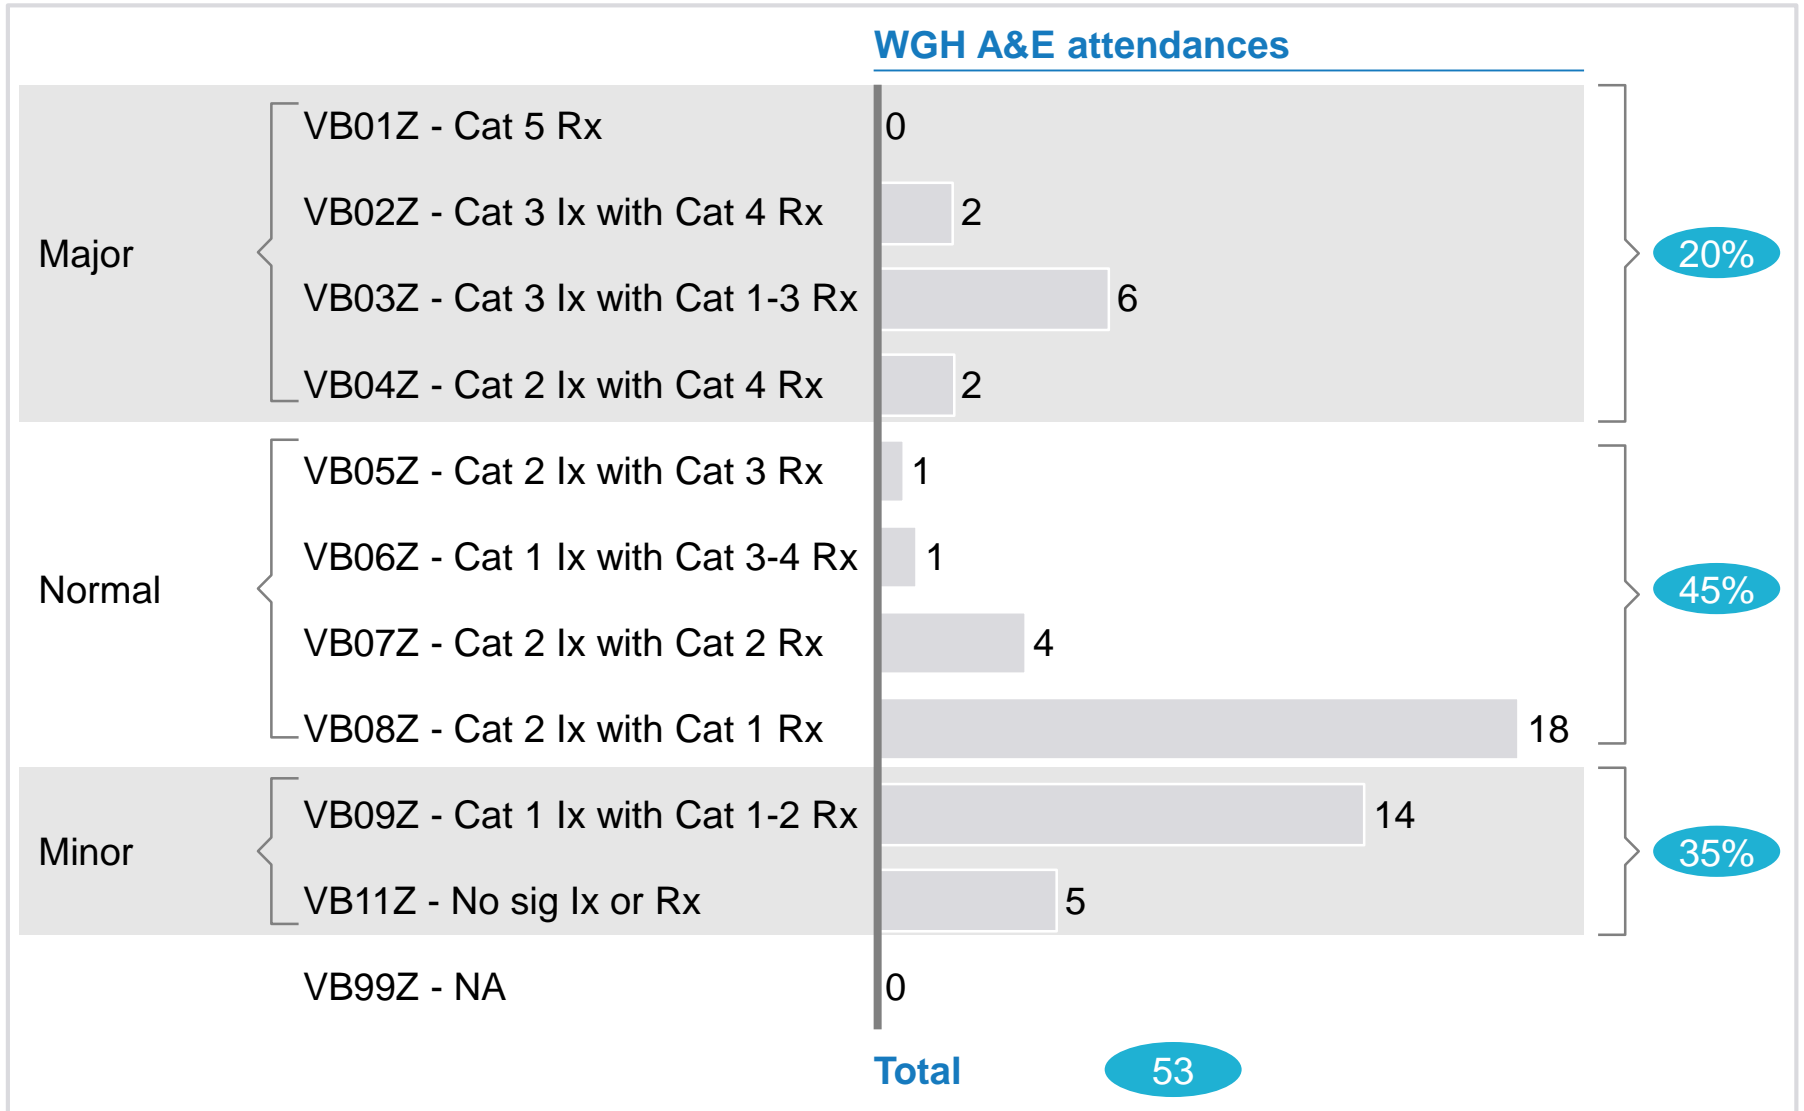 WGH A&E attendances
VB01Z - Cat 5 Rx 0
VB02Z - Cat 3 Ix with Cat 4 Rx 2
Major
20%
VB03Z - Cat 3 Ix with Cat 1-3 Rx 6
VB04Z - Cat 2 Ix with Cat 4 Rx 2
VB05Z - Cat 2 Ix with Cat 3 Rx 1
VB06Z - Cat 1 Ix with Cat 3-4 Rx 1
Normal
45%
VB07Z - Cat 2 Ix with Cat 2 Rx 4
VB08Z - Cat 2 Ix with Cat 1 Rx 18
VB09Z - Cat 1 Ix with Cat 1-2 Rx 14
Minor
35%
VB11Z - No sig Ix or Rx 5
VB99Z - NA 0
Total 53